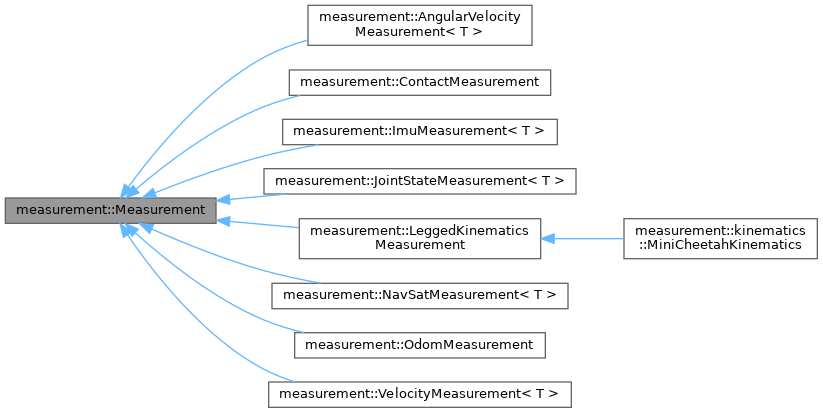 measurement::AngularVelocity
Measurement< T >
measurement::ContactMeasurement
measurement::ImuMeasurement< T >
measurement::JointStateMeasurement< T >
measurement::Measurement
measurement::LeggedKinematics
Measurement
measurement::kinematics
::MiniCheetahKinematics
measurement::NavSatMeasurement< T >
measurement::OdomMeasurement
measurement::VelocityMeasurement< T >